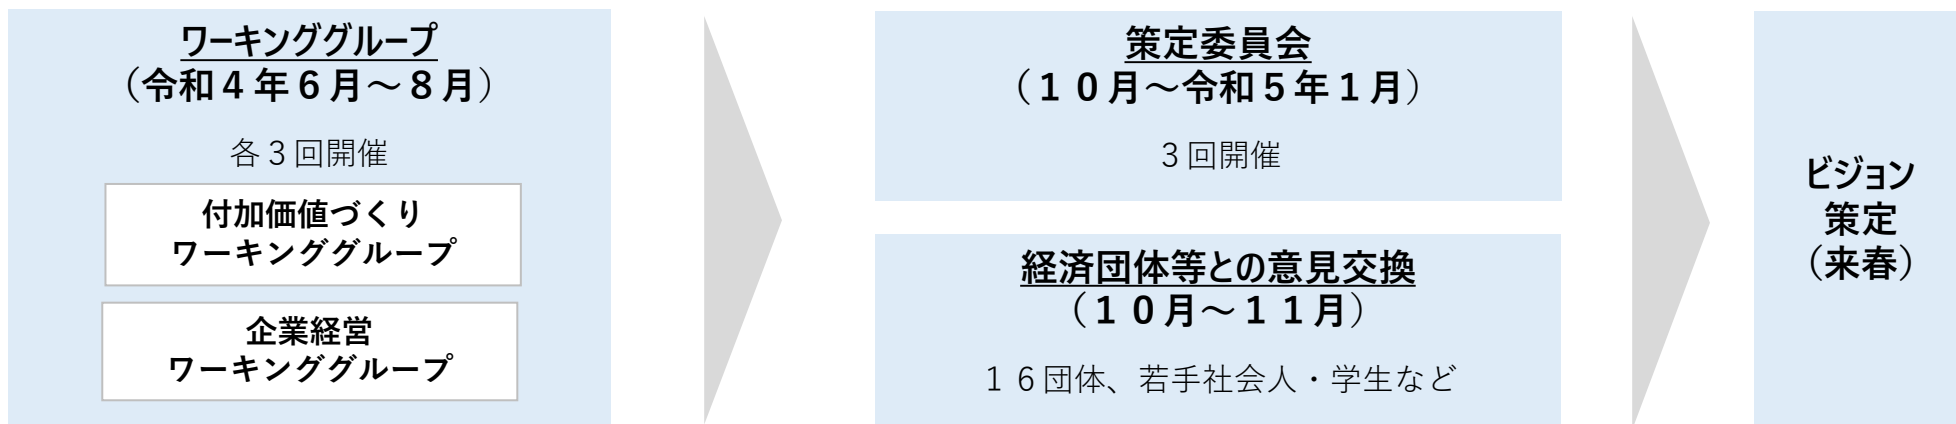 ワーキンググループ
（令和４年６月～８月）
各３回開催
付加価値づくり
ワーキンググループ
企業経営
ワーキンググループ
策定委員会
（１０月～令和５年１月）
３回開催
経済団体等との意見交換
（１０月～１１月）
１６団体、若手社会人・学生など
ビジョン
策定
（来春）